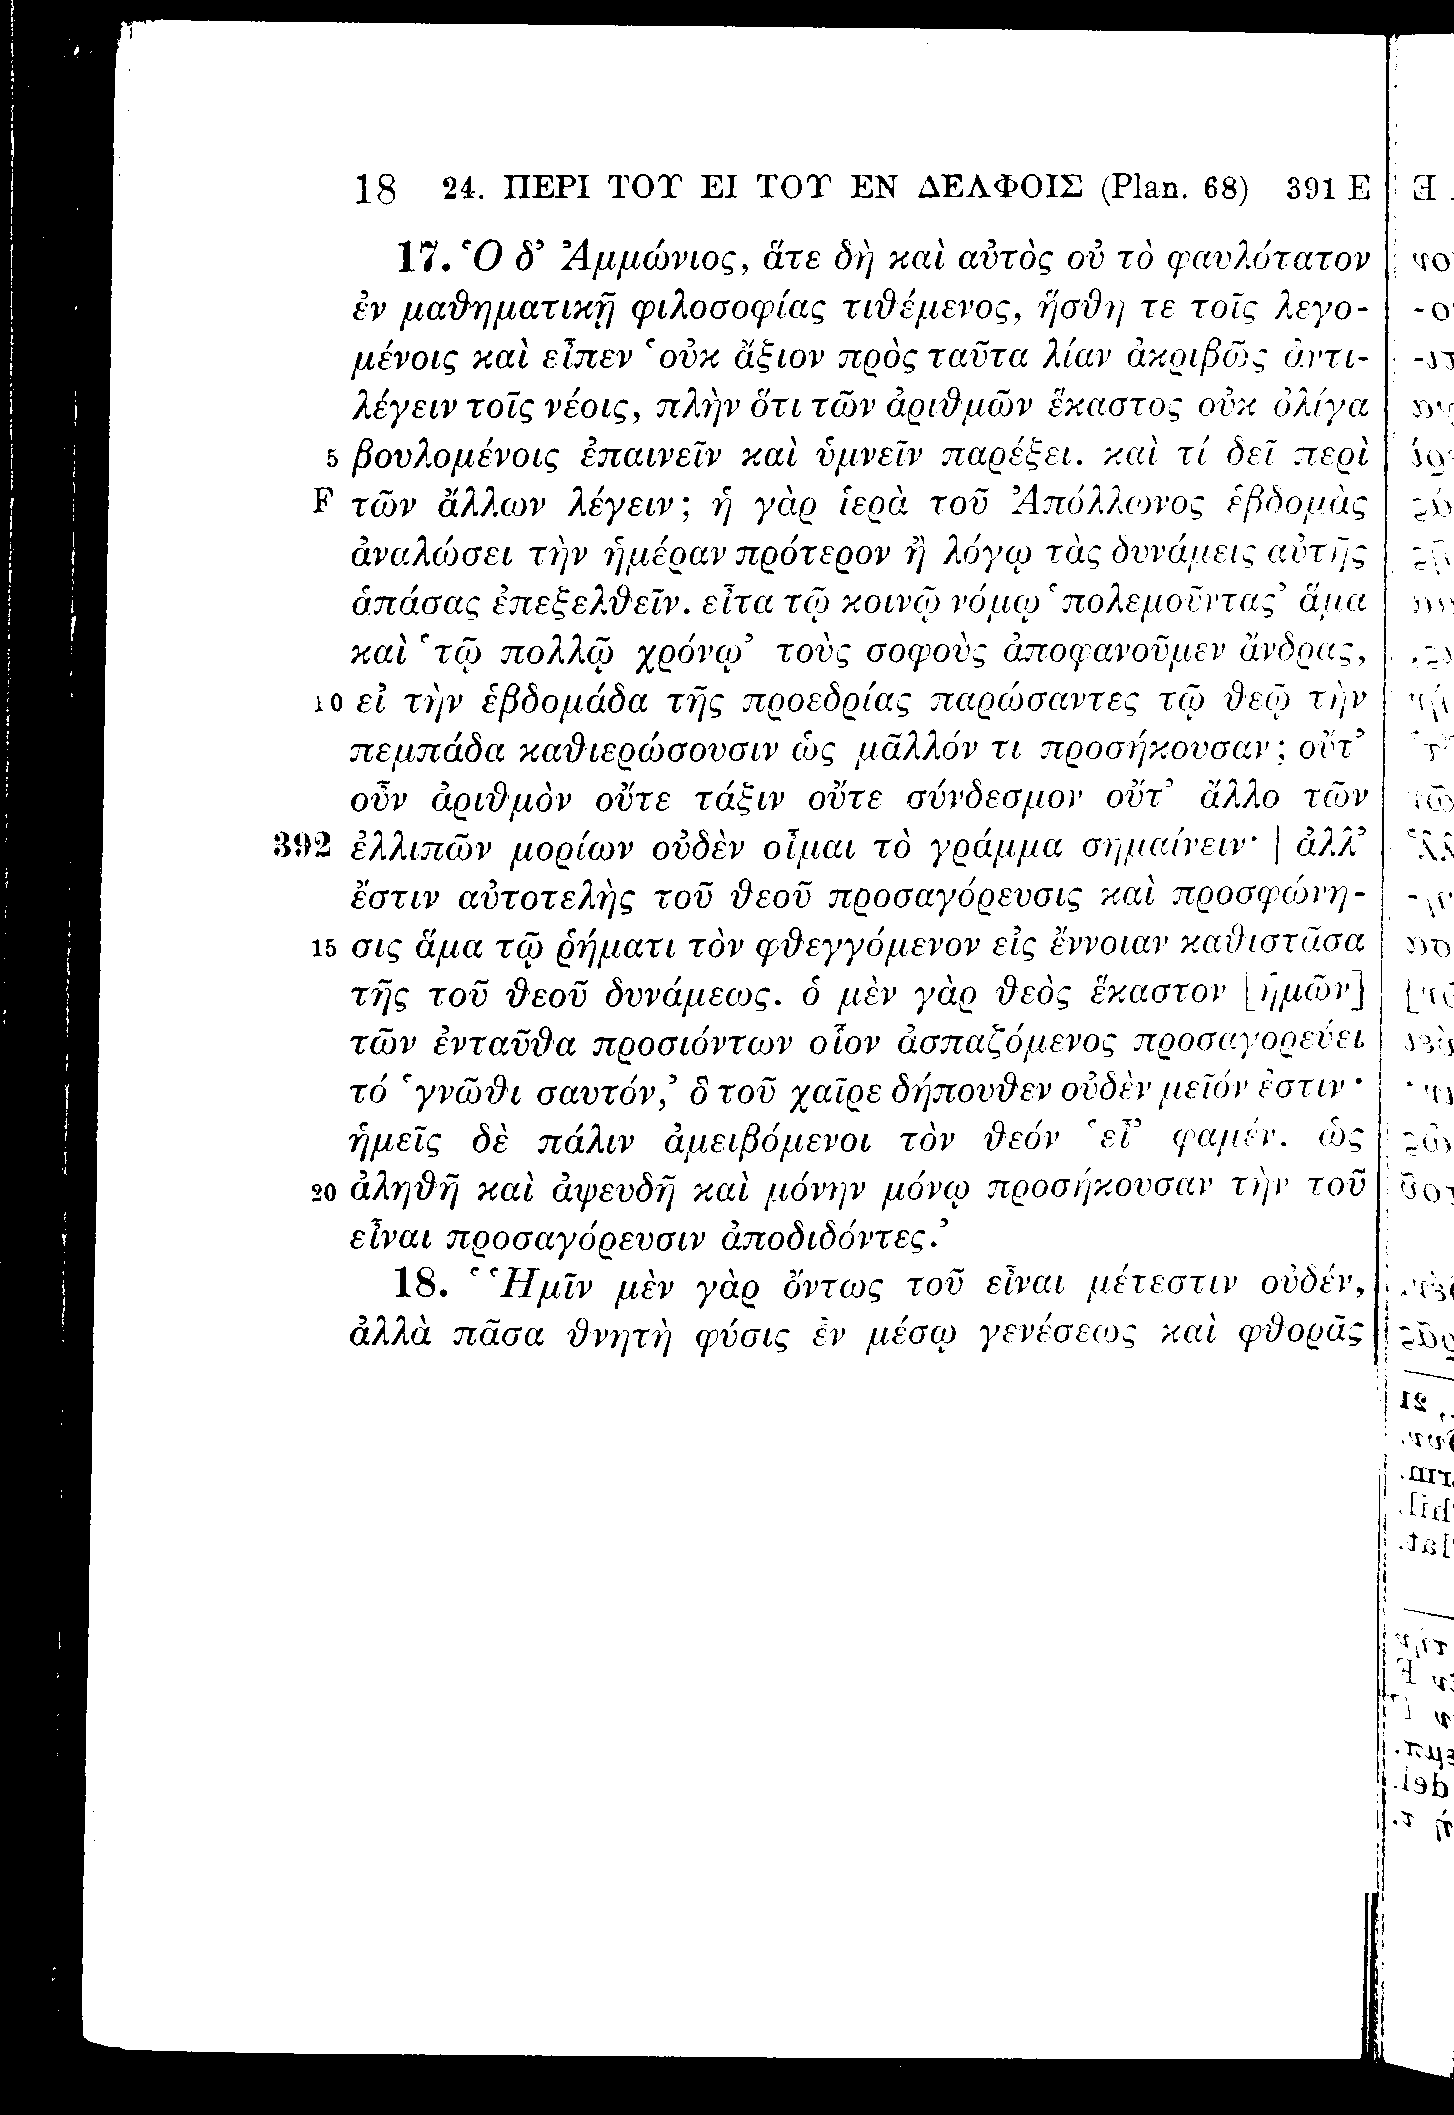 18 24. ΠΕΡΙ ΤΟΥ ΕΙ ΤΟΥ ΕΝ ΔΕΛΦΟΙΣ (Plan. 68) 391 E
17. Ὁ δ’ Ἀμμώνιος, ἅτε δὴ καὶ αὐτὸς οὐ τὸ φαυλότατον
ἐν μαθηματικῇ φιλοσοφίας τιθέμενος, ἥσθη τε τοῖς λεγο-
μένοις καὶ εἶπεν ‘οὐκ ἄξιον πρὸς ταῦτα λίαν ἀκριβῶς ἀντι-
λέγειν τοῖς νέοις, πλὴν ὅτι τῶν ἀριθμῶν ἕκαστος οὐκ ὀλίγα
5 βουλομένοις ἐπαινεῖν καὶ ὑμνεῖν παρέξει. καὶ τί δεῖ περὶ
F τῶν ἄλλων λέγειν; ἡ γὰρ ἱερὰ τοῦ Ἀπόλλωνος ἑβδομὰς
ἀναλώσει τὴν ἡμέραν πρότερον ἢ λόγῳ τὰς δυνάμεις αὐτῆς
ἁπάσας ἐπεξελθεῖν. εἶτα τῷ κοινῷ νόμῳ ‘πολεμοῦντας’ ἅμα
καὶ ‘τῷ πολλῷ χρόνῳ’ τοὺς σοφοὺς ἀποφανοῦμεν ἄνδρας,
10 εἰ τὴν ἑβδομάδα τῆς προεδρίας παρώσαντες τῷ θεῷ τὴν
πεμπάδα καθιερώσουσιν ὡς μᾶλλόν τι προσήκουσαν; οὔτ’
οὖν ἀριθμὸν οὔτε τάξιν οὔτε σύνδεσμον οὔτ’ ἄλλο τῶν
392 ἐλλιπῶν μορίων οὐδὲν οἶμαι τὸ γράμμα σημαίνειν· | ἀλλ’
ἔστιν αὐτοτελὴς τοῦ θεοῦ προσαγόρευσις καὶ προσφώνη-
15 σις ἅμα τῷ ῥήματι τὸν φθεγγόμενον εἰς ἔννοιαν καθιστᾶσα
τῆς τοῦ θεοῦ δυνάμεως. ὁ μὲν γὰρ θεὸς ἕκαστον [ἡμῶν]
τῶν ἐνταῦθα προσιόντων οἷον ἀσπαζόμενος προσαγορεύει
τό ‘γνῶθι σαυτόν,’ ὃ τοῦ χαῖρε δήπουθεν οὐδὲν μεῖόν ἐστιν·
ἡμεῖς δὲ πάλιν ἀμειβόμενοι τὸν θεόν ‘εἶ’ φαμέν. ὡς
20 ἀληθῆ καὶ ἀψευδῆ καὶ μόνην μόνῳ προσήκουσαν τὴν τοῦ
εἶναι προσαγόρευσιν ἀποδιδόντες.’
18. ‘Ἡμῖν μὲν γὰρ ὄντως τοῦ εἶναι μέτεστιν οὐδέν,
ἀλλὰ πᾶσα θνητὴ φύσις ἐν μέσῳ γενέσεως καὶ φθορᾶς